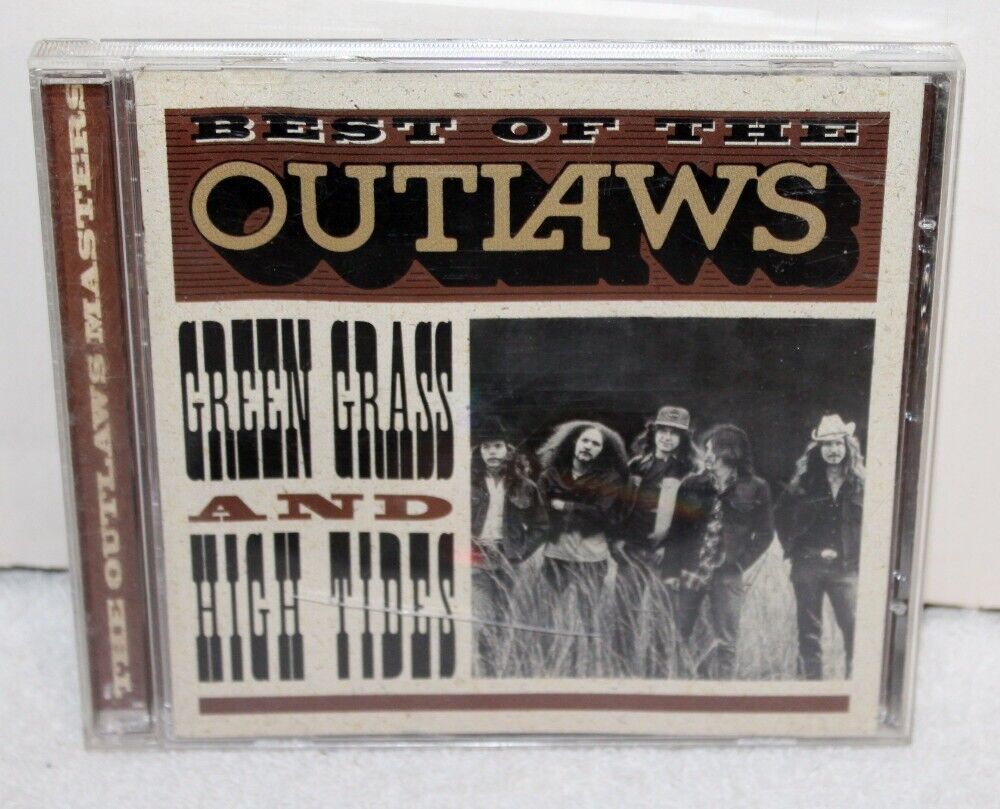 THE OUTLAWS MASTERS
BEST OF THE
OUTLAWS
GREEN GRASS
AND
HIGH TIDES